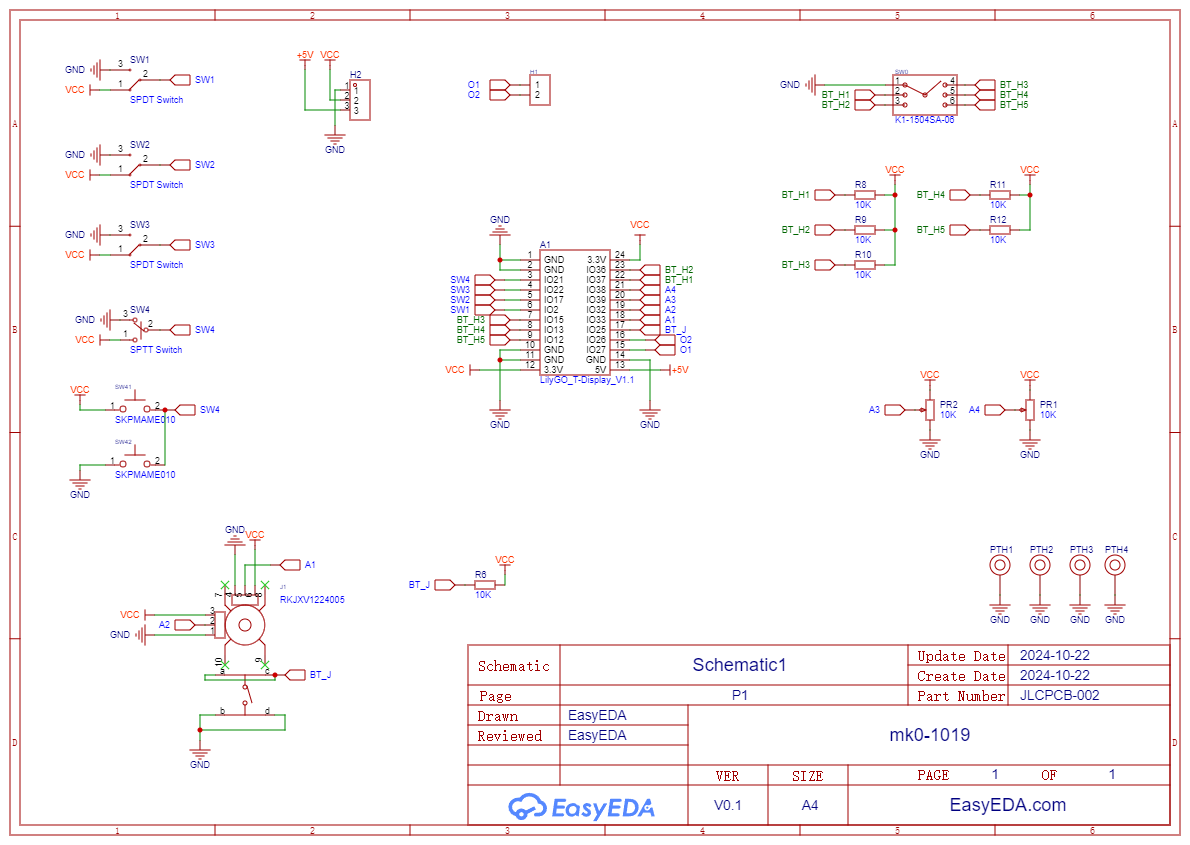 1 2 3 4 5 6
A A
B B
C C
D D
GND 3 SW1
2 SW1
VCC 1
SPDT Switch
GND 3 SW2
2 SW2
VCC 1
SPDT Switch
GND 3 SW3
2 SW3
VCC 1
SPDT Switch
GND 3 SW4
2 SW4
VCC 1
SPTT Switch
VCC SW41
1 2 SW4
SKPMAME010
SW42
1 2
SKPMAME010
GND
+5V VCC
H2
1 1
2 2
3 3
GND
H1
O1 1
O2 2
SW0
GND 1 4 BT_H3
BT_H1 2 5 BT_H4
BT_H2 3 6 BT_H5
K1-1504SA-06
VCC
BT_H1 R8
10K
BT_H2 R9
10K
BT_H3 R10
10K
VCC
BT_H4 R11
10K
BT_H5 R12
10K
GND VCC
A1
1 GND 3.3V 24
2 GND IO36 23 BT_H2
SW4 3 IO21 IO37 22 BT_H1
SW3 4 IO22 IO38 21 A4
SW2 5 IO17 IO39 20 A3
SW1 6 IO2 IO32 19 A2
BT_H3 7 IO15 IO33 18 A1
BT_H4 8 IO13 IO25 17 BT_J
BT_H5 9 IO12 IO26 16 O2
10 GND IO27 15 O1
11 GND GND 14
VCC 12 3.3V 5V 13 +5V
LilyGO_T-Display_V1.1
GND GND
VCC VCC
A3 PR2 10K
A4 PR1 10K
GND GND
GND VCC
A1
7 4 5 6 8
J1
RKJXV1224005
VCC 3
A2 2
GND 1
10 9
a c BT_J
b d
GND
VCC
BT_J R6
10K
PTH1 PTH2 PTH3 PTH4
GND GND GND GND
Schematic Schematic1 Update Date 2024-10-22
Create Date 2024-10-22
Page P1 Part Number JLCPCB-002
Drawn EasyEDA
Reviewed EasyEDA mk0-1019
VER SIZE PAGE 1 OF 1
EasyEDA V0.1 A4 EasyEDA.com
1 2 3 4 5 6